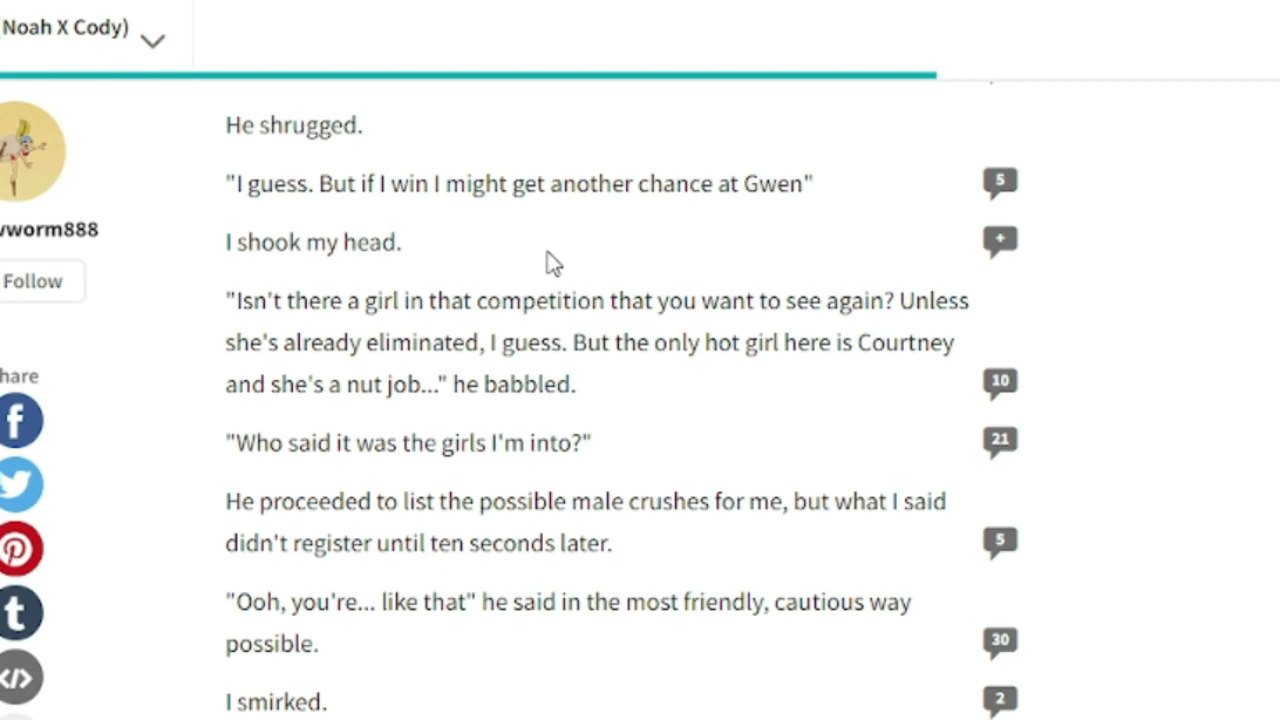 Noah X Cody)
He shrugged.
"I guess. But if I win I might get another chance at Gwen"
5
I shook my head.
+
"Isn't there a girl in that competition that you want to see again? Unless
she's already eliminated, I guess. But the only hot girl here is Courtney
and she's a nut job..." he babbled.
10
"Who said it was the girls I'm into?"
21
He proceeded to list the possible male crushes for me, but what I said
didn't register until ten seconds later.
5
"Ooh, you're... like that" he said in the most friendly, cautious way
possible.
30
I smirked.
2
worm888
Follow
hare
f
t
</>